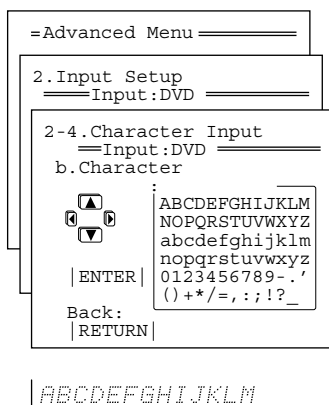 =Advanced Menu
2.Input Setup
Input:DVD
2-4.Character Input
Input:DVD
b.Character
:
ABCDEFGHIJKLM
NOPQRSTUVWXYZ
abcdefghijklm
nopqrstuvwxyz
0123456789-.’
()+*/=,:;!?_
|ENTER|
Back:
|RETURN|
ABCDEFGHIJKLM